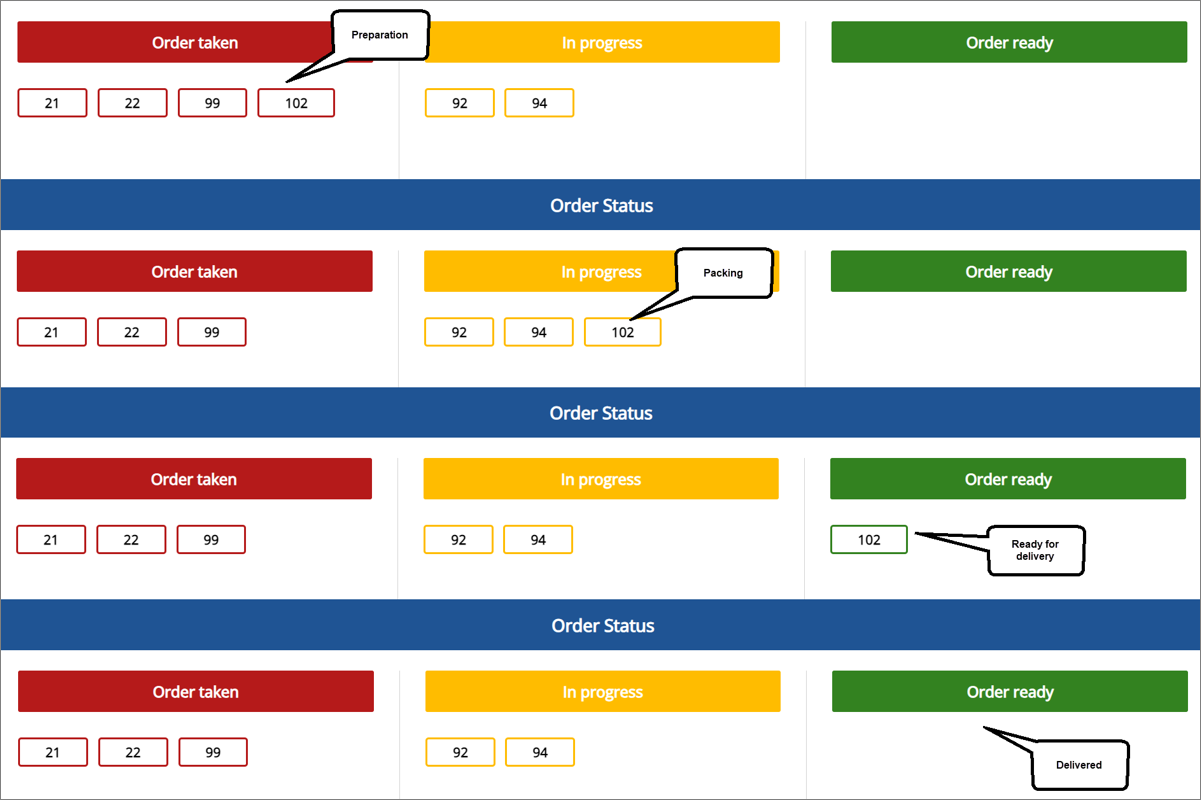 Preparation
Order taken In progress Order ready
21 22 99 102 92 94
Order Status
Order taken In progress Order ready
Packing
21 22 99 92 94 102
Order Status
Order taken In progress Order ready
21 22 99 92 94 102
Ready for
delivery
Order Status
Order taken In progress Order ready
21 22 99 92 94
Delivered